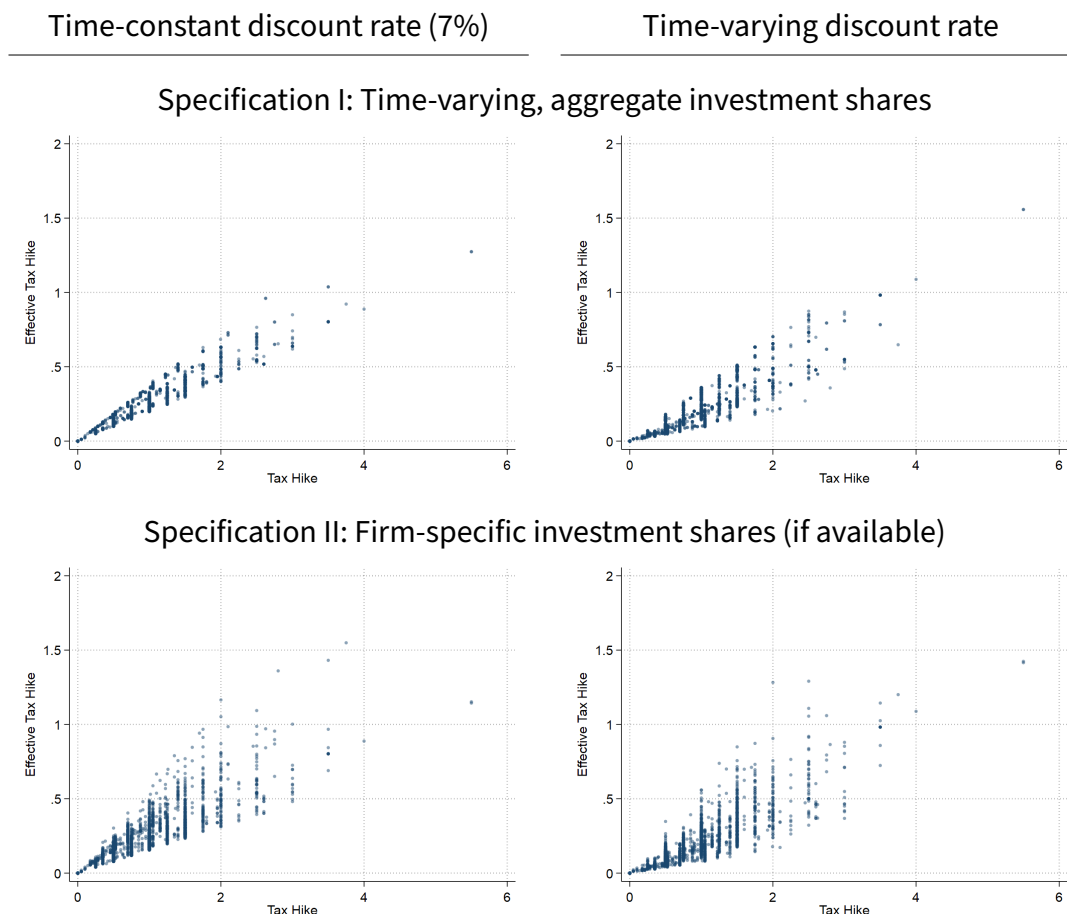 Time-constant discount rate (7%)
Time-varying discount rate
Specification I: Time-varying, aggregate investment shares
2
1.5
1
.5
0
Effective Tax Hike
0 2 4 6
Tax Hike
2
1.5
1
.5
0
Effective Tax Hike
0 2 4 6
Tax Hike
Specification II: Firm-specific investment shares (if available)
2
1.5
1
.5
0
Effective Tax Hike
0 2 4 6
Tax Hike
2
1.5
1
.5
0
Effective Tax Hike
0 2 4 6
Tax Hike